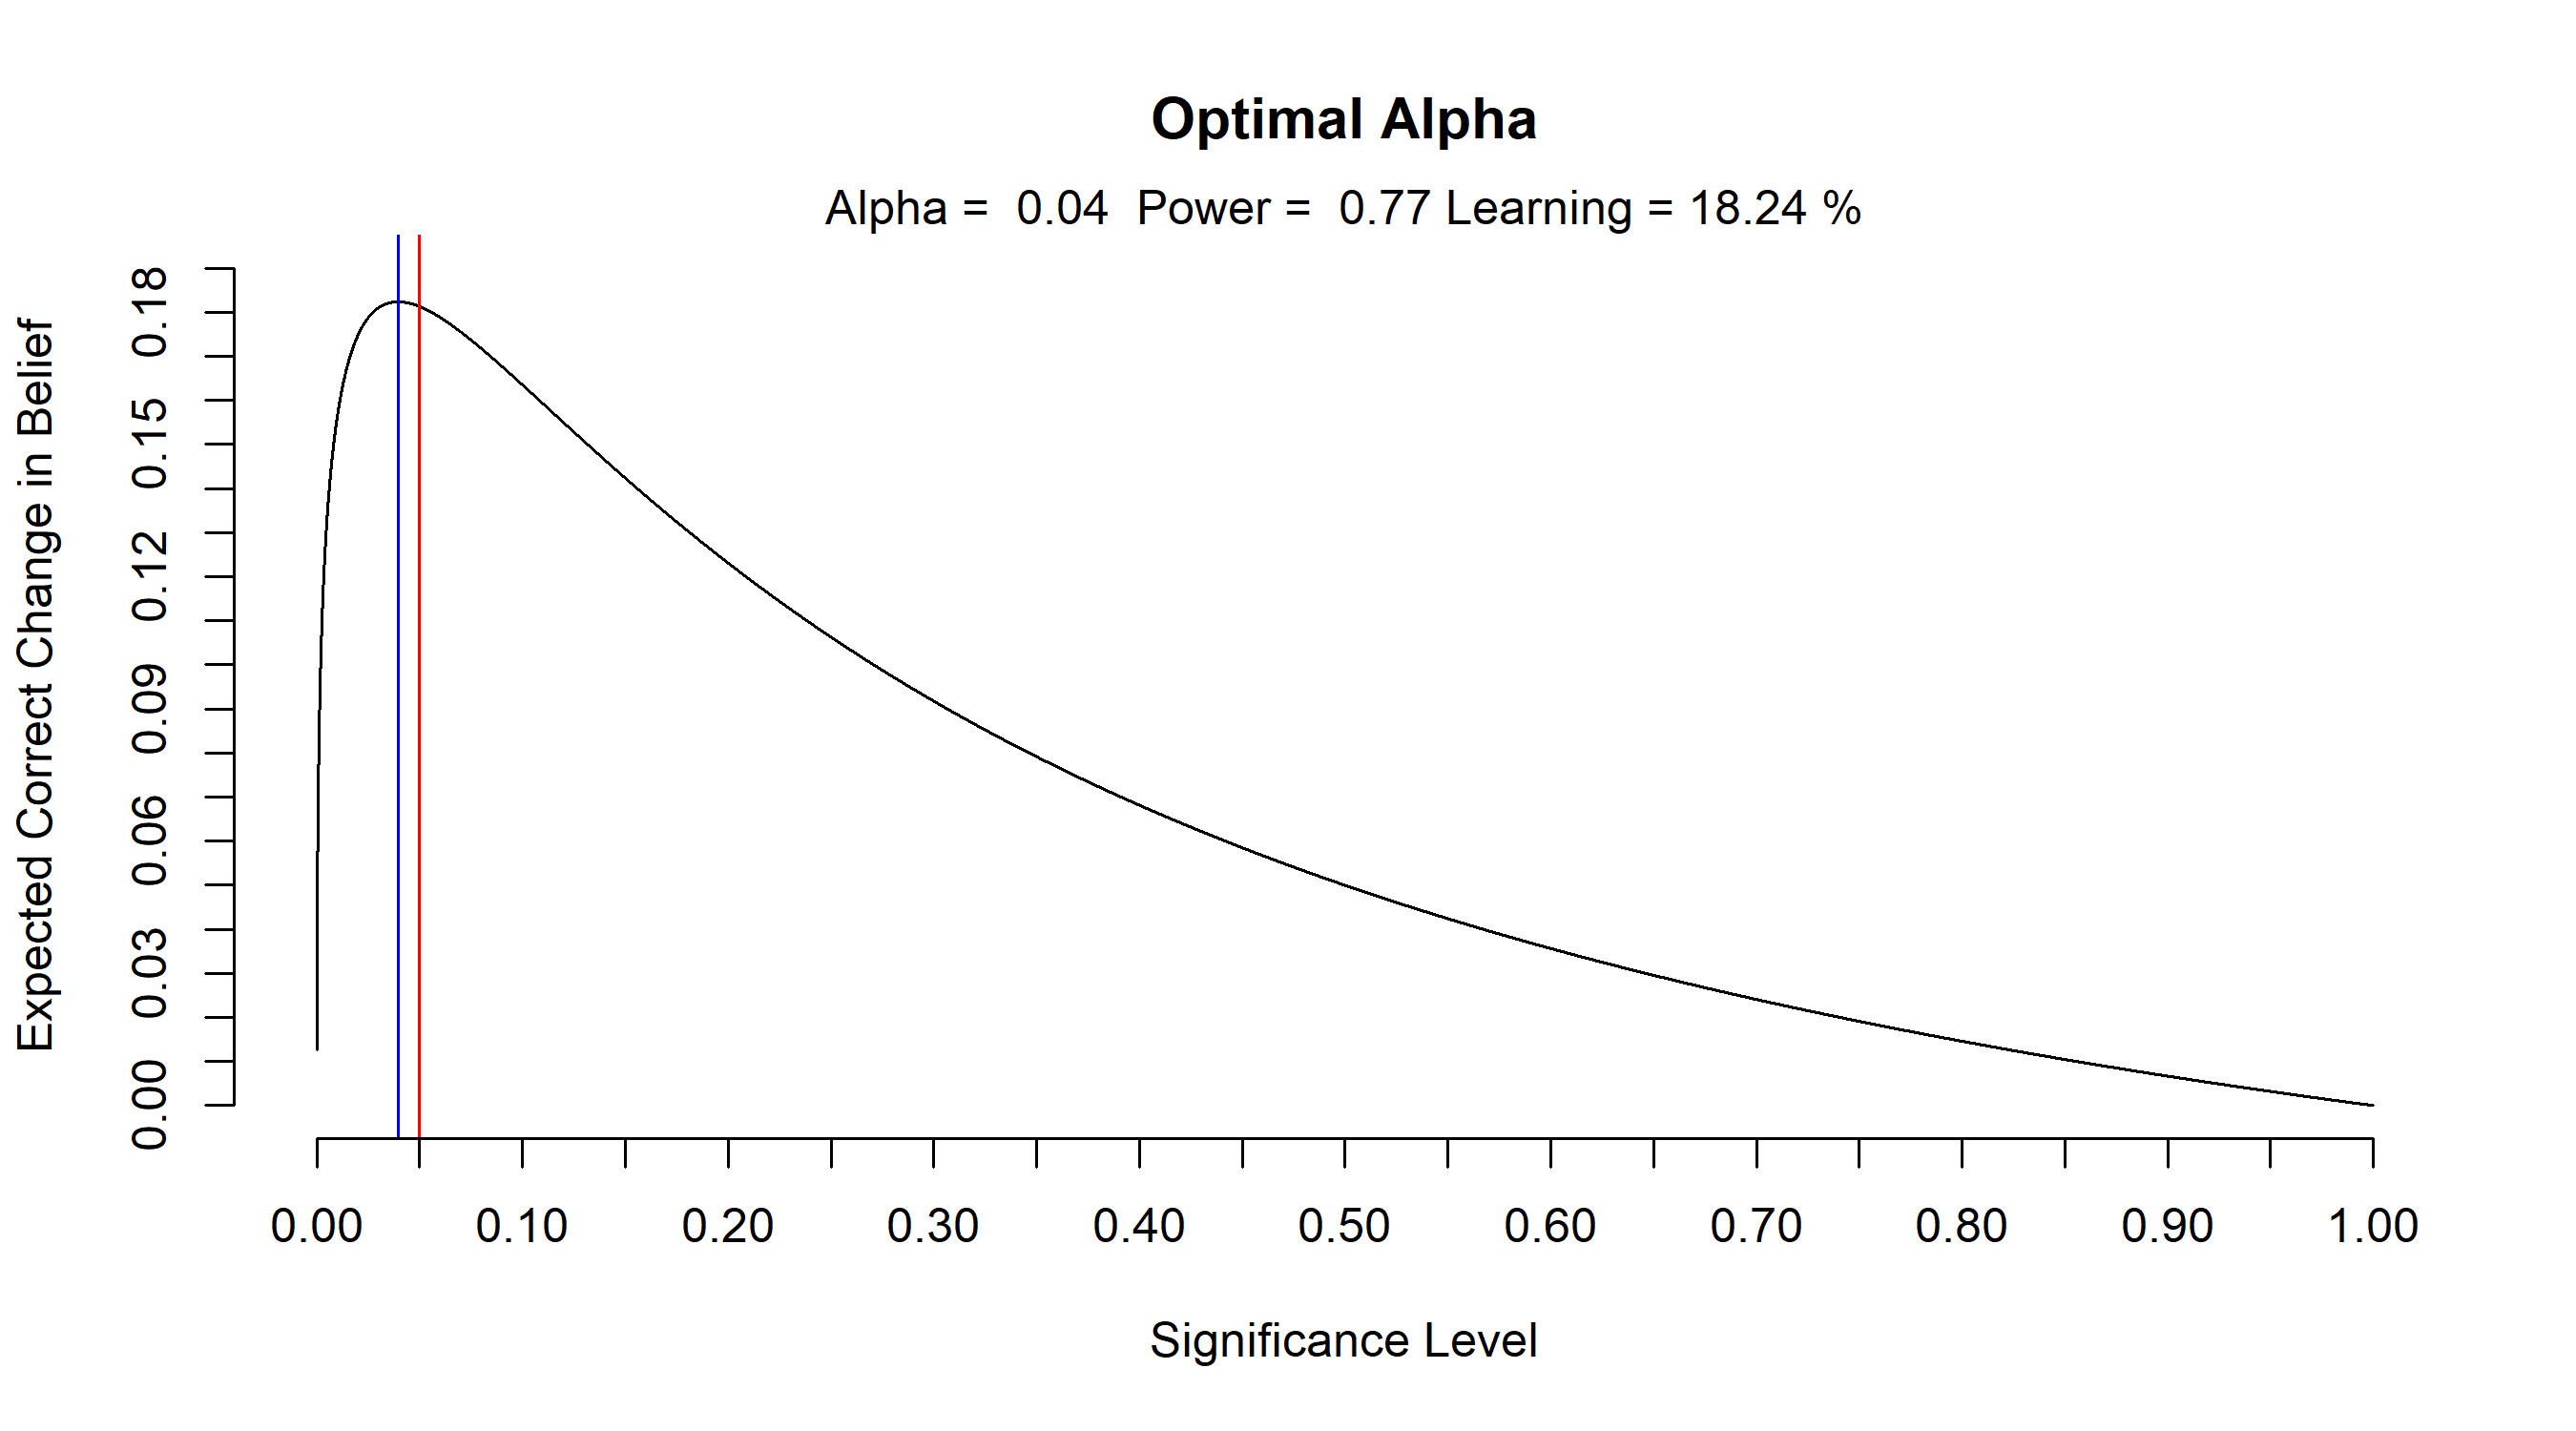 Optimal Alpha
Alpha = 0.04 Power = 0.77 Learning = 18.24 %
Expected Correct Change in Belief
0.18
0.15
0.12
0.09
0.06
0.03
0.00
0.00 0.10 0.20 0.30 0.40 0.50 0.60 0.70 0.80 0.90 1.00
Significance Level